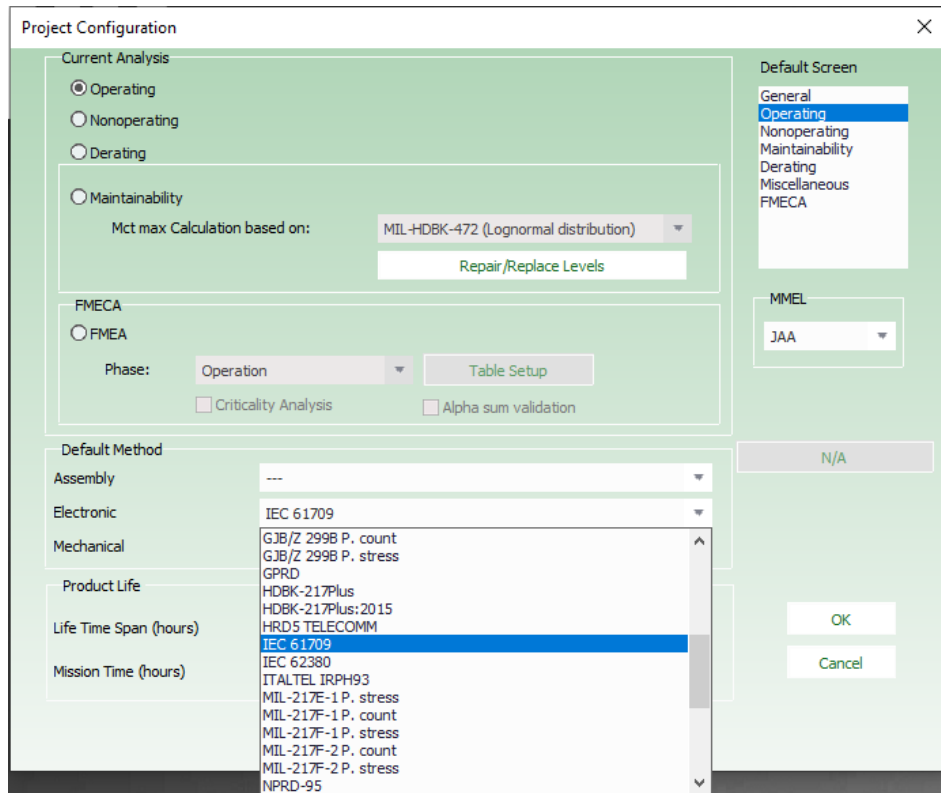 Project Configuration
Current Analysis
Operating
Nonoperating
Derating
Maintainability
Mct max Calculation based on:
MIL-HDBK-472 (Lognormal distribution)
Repair/Replace Levels
FMECA
FMEA
Phase:
Operation
Table Setup
Criticality Analysis
Alpha sum validation
Default Screen
General
Operating
Nonoperating
Maintainability
Derating
Miscellaneous
FMECA
MMEL
JAA
N/A
Default Method
Assembly
---
Electronic
IEC 61709
Mechanical
GJB/Z 299B P. count
GJB/Z 299B P. stress
GPRD
HDBK-217Plus
HDBK-217Plus:2015
HRD5 TELECOMM
IEC 61709
IEC 62380
ITALTEL IRPH93
MIL-217E-1 P. stress
MIL-217F-1 P. count
MIL-217F-1 P. stress
MIL-217F-2 P. count
MIL-217F-2 P. stress
NPRD-95
Product Life
Life Time Span (hours)
Mission Time (hours)
OK
Cancel